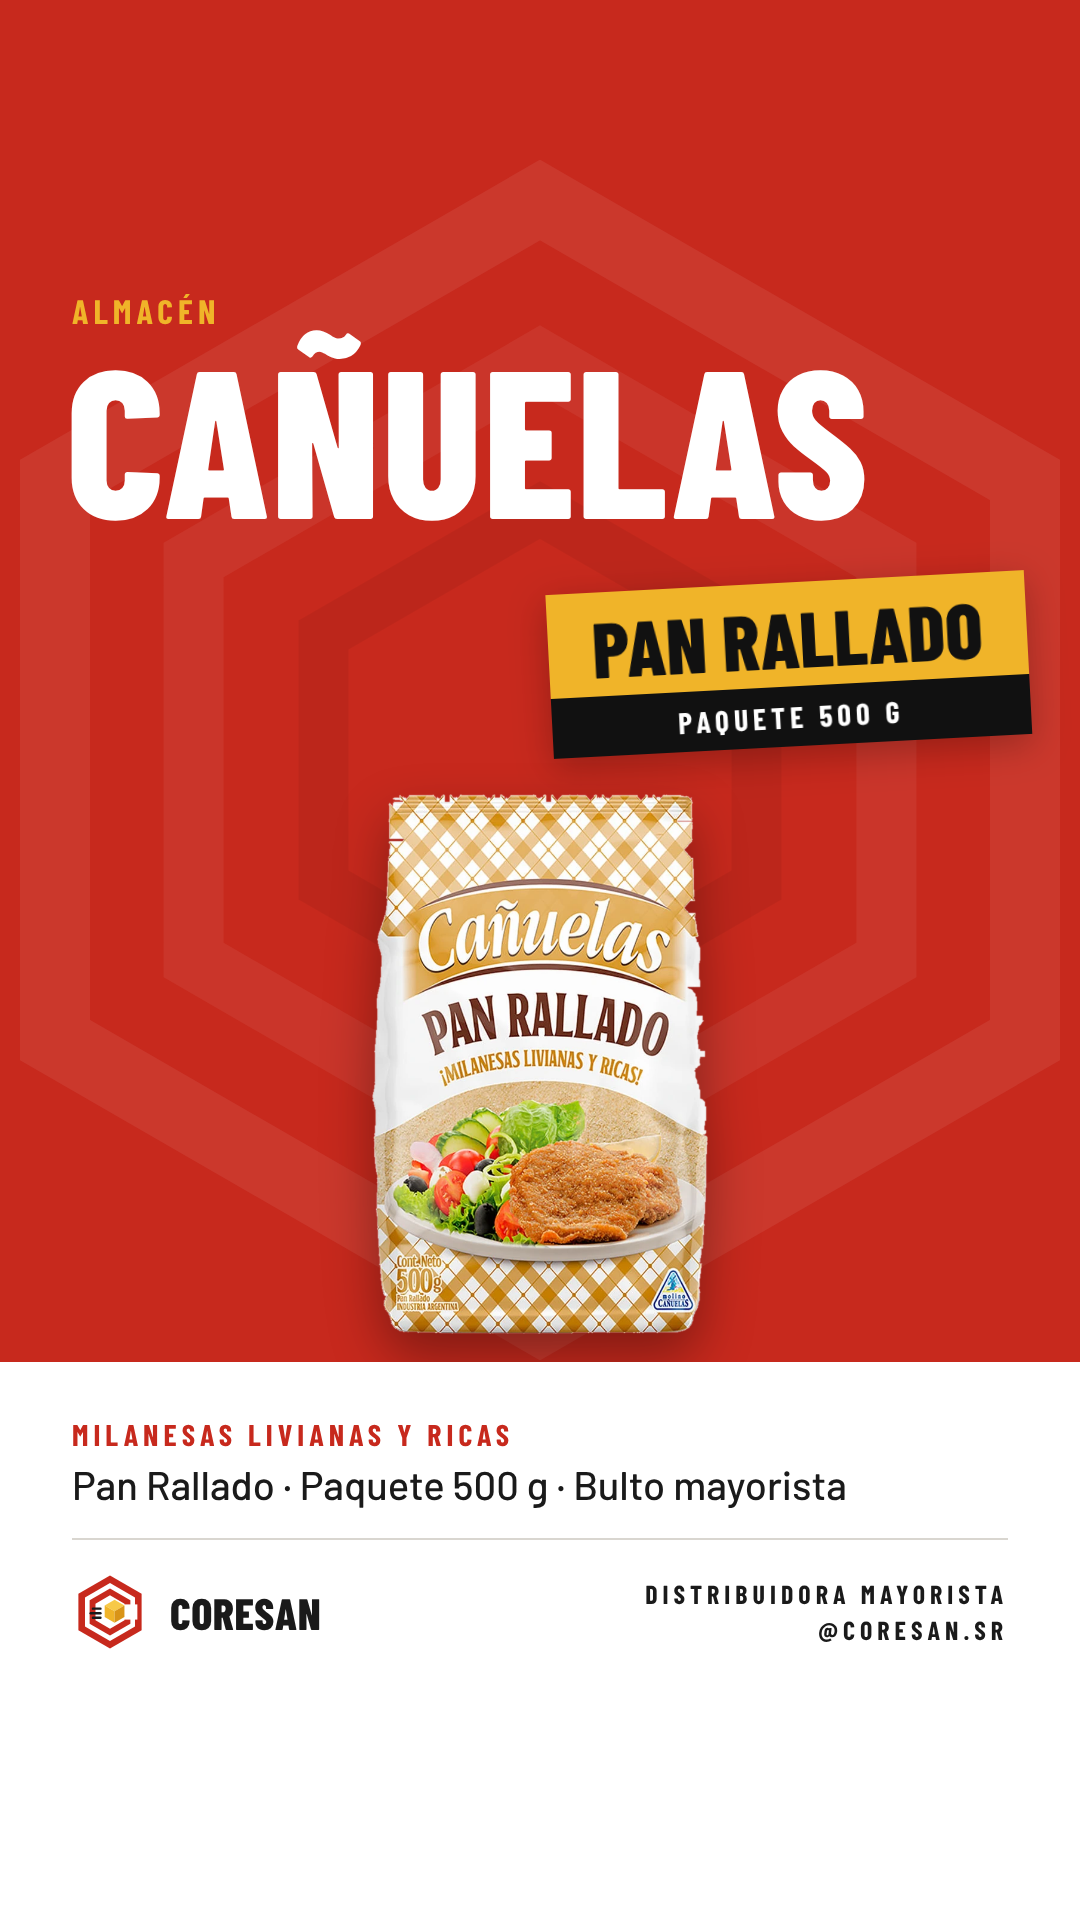 ALMACÉN
CAÑUELAS
PAN RALLADO
PAQUETE 500 G
Cañuelas
PAN RALLADO
¡MILANESAS LIVIANAS Y RICAS!
Cont. Neto
500g
Pan Rallado
INDUSTRIA ARGENTINA
molino
CAÑUELAS
MILANESAS LIVIANAS Y RICAS
Pan Rallado · Paquete 500 g · Bulto mayorista
CORESAN
DISTRIBUIDORA MAYORISTA
@CORESAN.SR